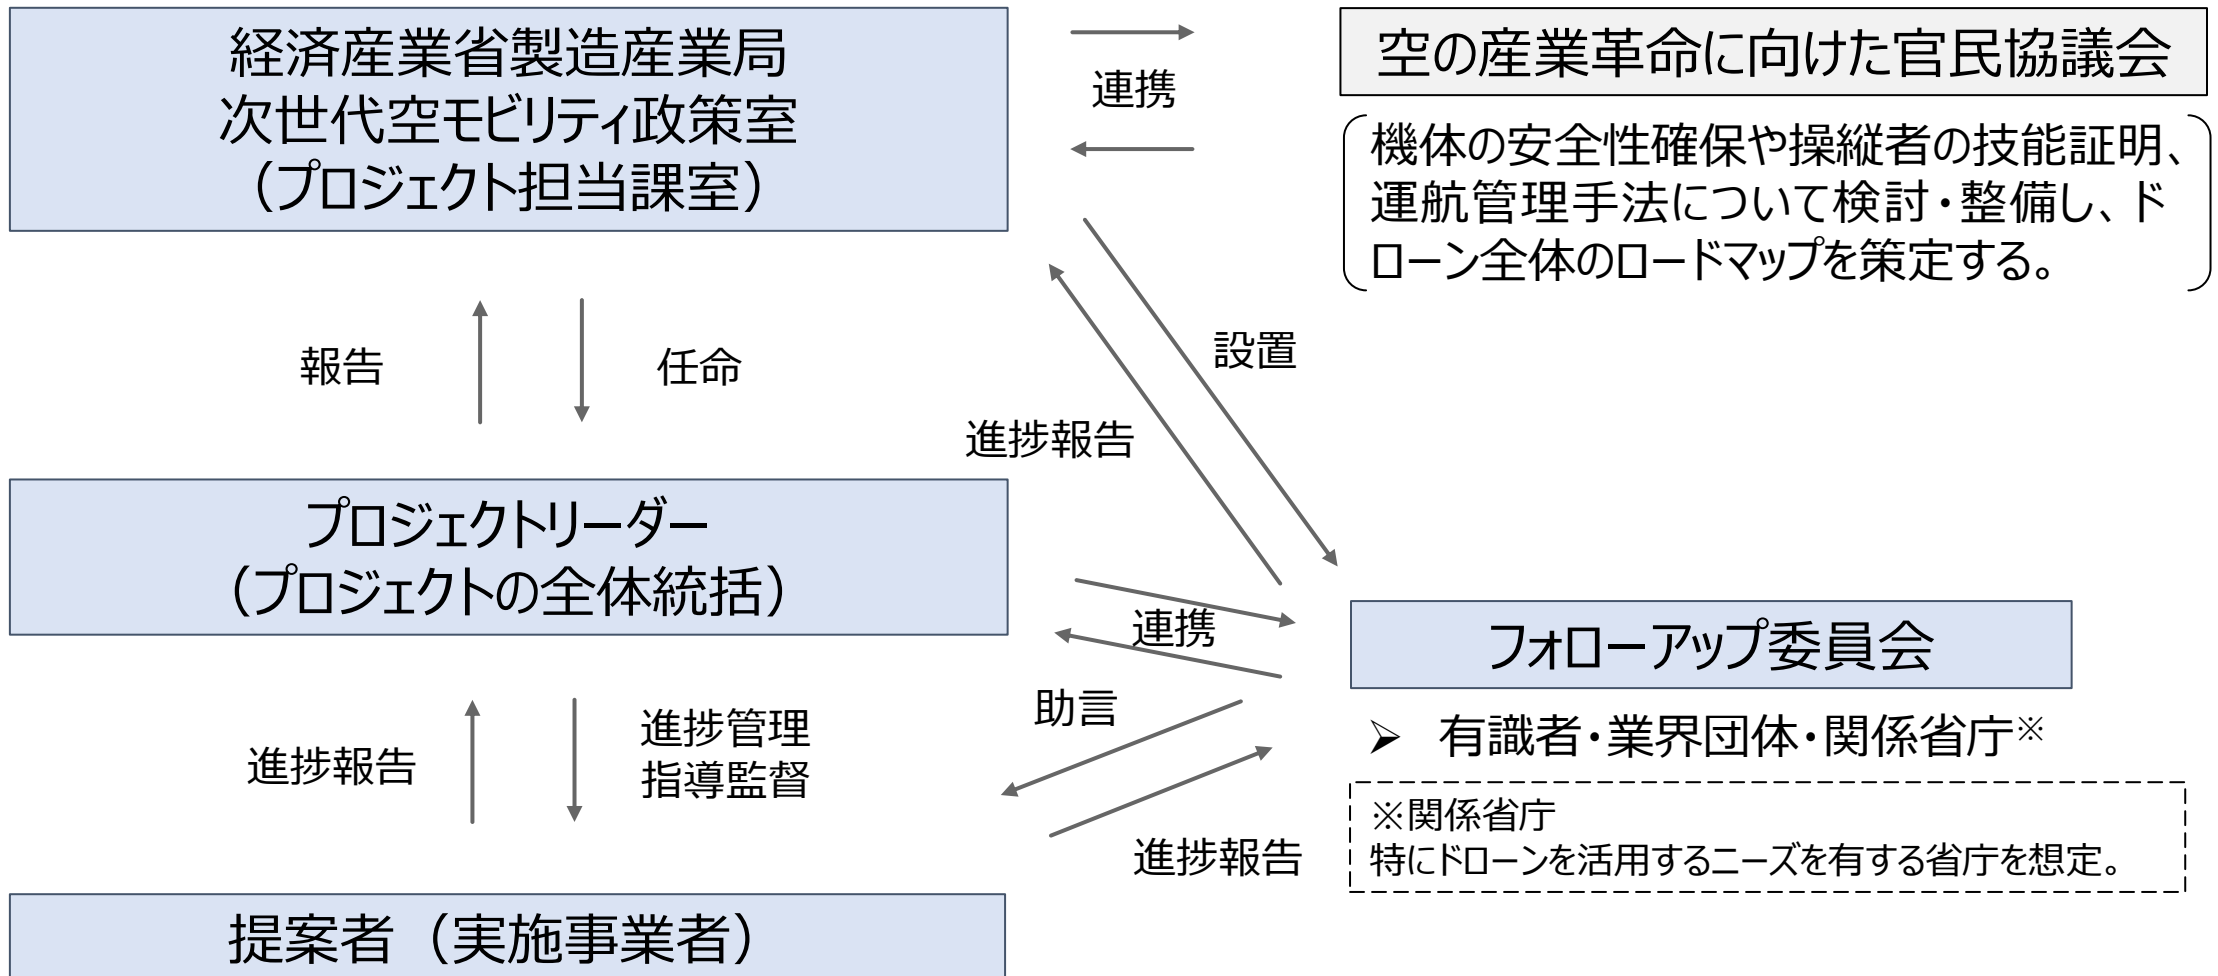 経済産業省製造産業局
次世代空モビリティ政策室
（プロジェクト担当課室）
連携
空の産業革命に向けた官民協議会
機体の安全性確保や操縦者の技能証明、
運航管理手法について検討・整備し、ド
ローン全体のロードマップを策定する。
報告
任命
設置
進捗報告
プロジェクトリーダー
（プロジェクトの全体統括）
連携
フォローアップ委員会
➢ 有識者・業界団体・関係省庁※
※関係省庁
特にドローンを活用するニーズを有する省庁を想定。
助言
進捗報告
進捗報告
進捗管理
指導監督
提案者（実施事業者）